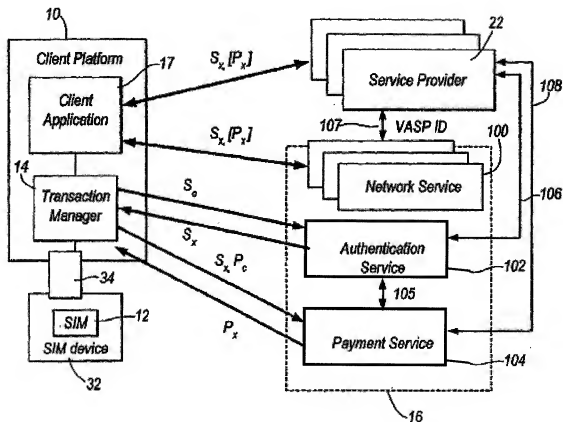 10
Client Platform
17
Client
Application
14
Transaction
Manager
34
SIM
12
SIM device
32
Sx, [Px]
Sx, [Px]
Sc
Sx
Sx, Pc
Px
22
Service Provider
108
107
VASP ID
100
Network Service
106
Authentication
Service
102
105
Payment Service
104
16